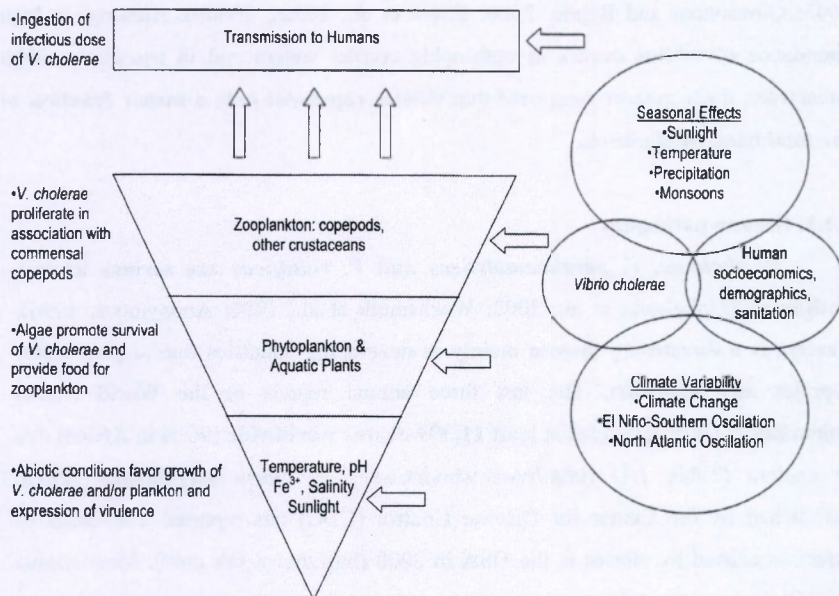 •Ingestion of
infectious dose
of V. cholerae
Transmission to Humans
Seasonal Effects
•Sunlight
•Temperature
•Precipitation
•Monsoons
•V. cholerae
proliferate in
association with
commensal
copepods
Zooplankton: copepods,
other crustaceans
Vibrio cholerae
Human
socioeconomics,
demographics,
sanitation
•Algae promote survival
of V. cholerae and
provide food for
zooplankton
Phytoplankton &
Aquatic Plants
Climate Variability
•Climate Change
•El Niño-Southern Oscilation
•North Atlantic Oscillation
•Abiotic conditions favor growth of
V. cholerae and/or plankton and
expression of virulence
Temperature, pH
Fe³⁺, Salinity
Sunlight